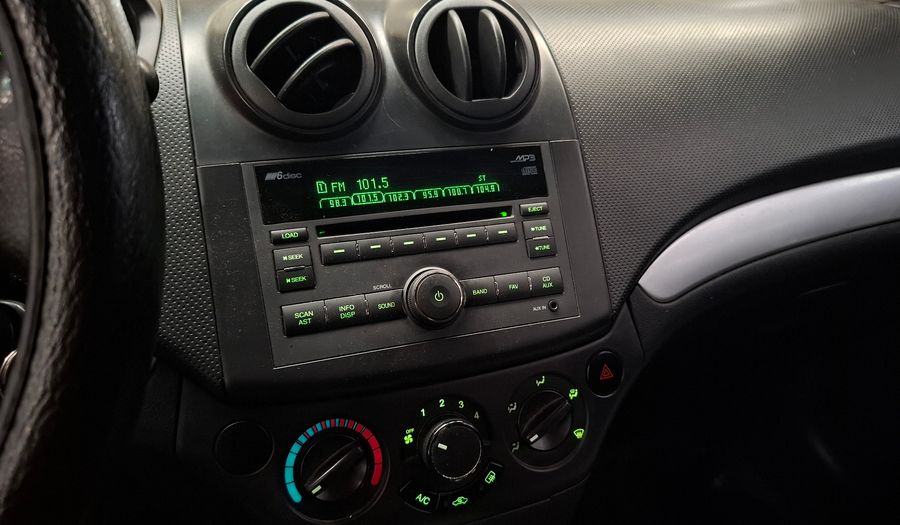 6disc
MP3
1 FM 101.5 ST
98.3 101.5 102.3 95.9 100.7 104.9
LOAD
EJECT
SEEK
SEEK
TUNE
TUNE
SCAN
AST
INFO
DISP
SCROLL
SOUND
BAND
FAV
CD
AUX
AUX IN
OFF 1 2 3 4
A/C